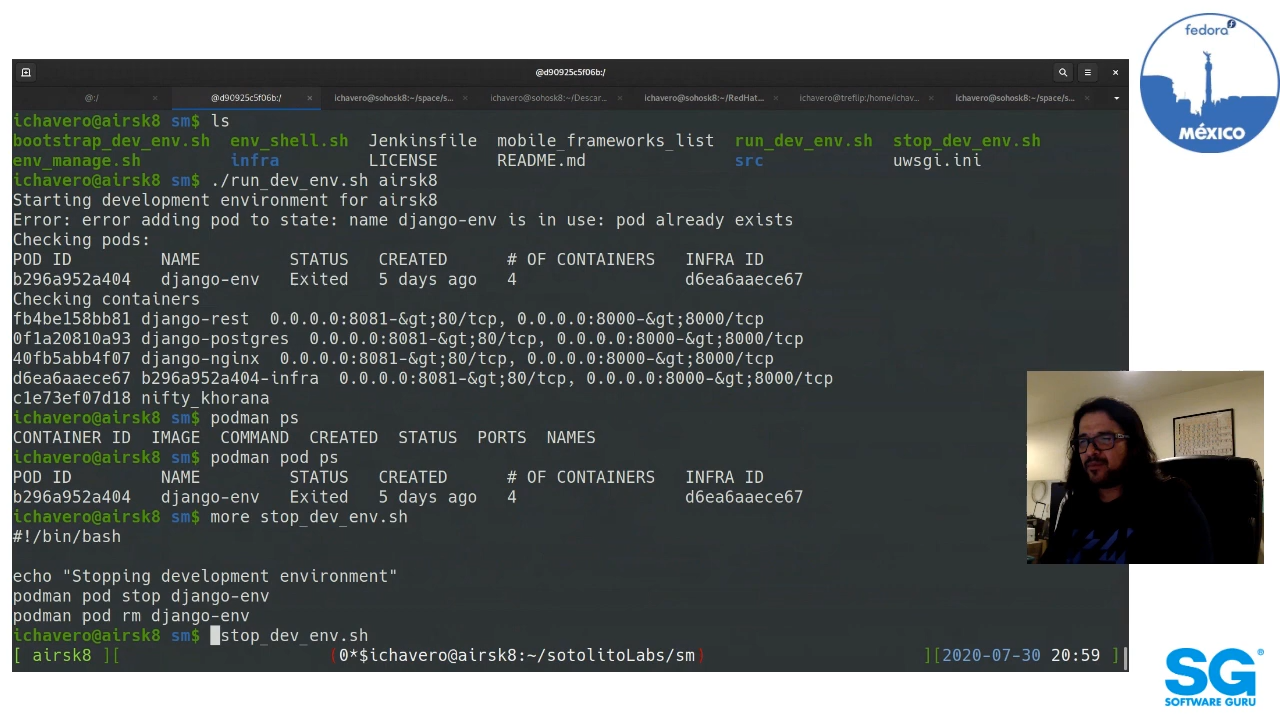 fedora
MÉXICO
@d90925c5f06b:/
@:/
@d90925c5f06b:/
ichavero@sohosk8:~/space/s...
ichavero@sohosk8:~/Descar...
ichavero@sohosk8:~/RedHat...
ichavero@treflip:/home/ichav...
ichavero@sohosk8:~/space/s...
ichavero@airsk8 sm$ ls
bootstrap_dev_env.sh env_shell.sh Jenkinsfile mobile_frameworks_list run_dev_env.sh stop_dev_env.sh
env_manage.sh infra LICENSE README.md src uwsgi.ini
ichavero@airsk8 sm$ ./run_dev_env.sh airsk8
Starting development environment for airsk8
Error: error adding pod to state: name django-env is in use: pod already exists
Checking pods:
POD ID NAME STATUS CREATED # OF CONTAINERS INFRA ID
b296a952a404 django-env Exited 5 days ago 4 d6ea6aaece67
Checking containers
fb4be158bb81 django-rest 0.0.0.0:8081-&gt;80/tcp, 0.0.0.0:8000-&gt;8000/tcp
0f1a20810a93 django-postgres 0.0.0.0:8081-&gt;80/tcp, 0.0.0.0:8000-&gt;8000/tcp
40fb5abb4f07 django-nginx 0.0.0.0:8081-&gt;80/tcp, 0.0.0.0:8000-&gt;8000/tcp
d6ea6aaece67 b296a952a404-infra 0.0.0.0:8081-&gt;80/tcp, 0.0.0.0:8000-&gt;8000/tcp
c1e73ef07d18 nifty_khorana
ichavero@airsk8 sm$ podman ps
CONTAINER ID IMAGE COMMAND CREATED STATUS PORTS NAMES
ichavero@airsk8 sm$ podman pod ps
POD ID NAME STATUS CREATED # OF CONTAINERS INFRA ID
b296a952a404 django-env Exited 5 days ago 4 d6ea6aaece67
ichavero@airsk8 sm$ more stop_dev_env.sh
#!/bin/bash
echo "Stopping development environment"
podman pod stop django-env
podman pod rm django-env
ichavero@airsk8 sm$ stop_dev_env.sh
[ airsk8 ][ (0*$ichavero@airsk8:~/sotolitoLabs/sm) ][2020-07-30 20:59 ]
SG®
SOFTWARE GURU